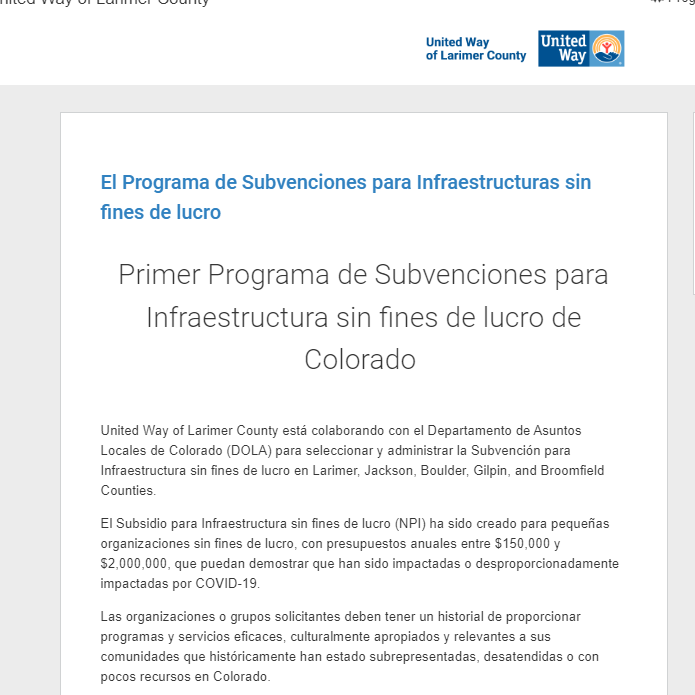 United Way of Larimer County
United Way
of Larimer County
United
Way
El Programa de Subvenciones para Infraestructuras sin
fines de lucro
Primer Programa de Subvenciones para
Infraestructura sin fines de lucro de
Colorado
United Way of Larimer County está colaborando con el Departamento de Asuntos
Locales de Colorado (DOLA) para seleccionar y administrar la Subvención para
Infraestructura sin fines de lucro en Larimer, Jackson, Boulder, Gilpin, and Broomfield
Counties.
El Subsidio para Infraestructura sin fines de lucro (NPI) ha sido creado para pequeñas
organizaciones sin fines de lucro, con presupuestos anuales entre $150,000 y
$2,000,000, que puedan demostrar que han sido impactadas o desproporcionadamente
impactadas por COVID-19.
Las organizaciones o grupos solicitantes deben tener un historial de proporcionar
programas y servicios eficaces, culturalmente apropiados y relevantes a sus
comunidades que históricamente han estado subrepresentadas, desatendidas o con
pocos recursos en Colorado.